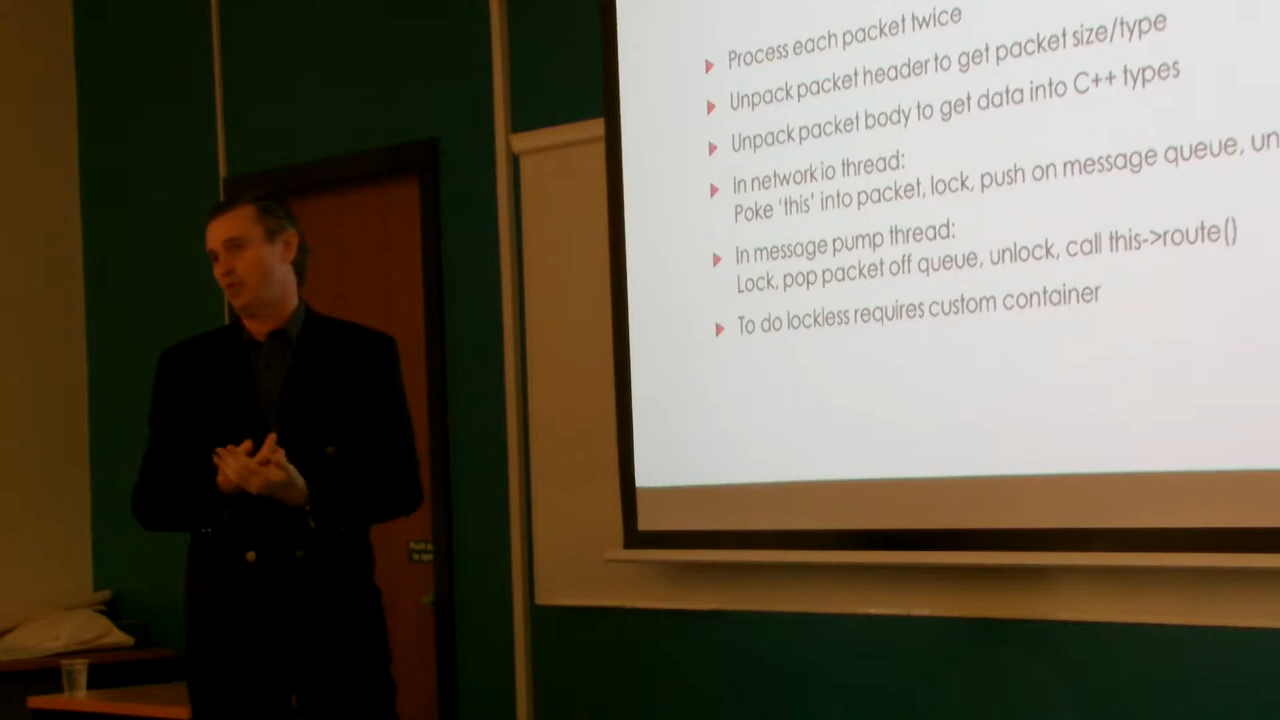 Process each packet twice
Unpack packet header to get packet size/type
Unpack packet body to get data into C++ types
In network io thread:
Poke 'this' into packet, lock, push on message queue, un
In message pump thread:
Lock, pop packet off queue, unlock, call this->route()
To do lockless requires custom container